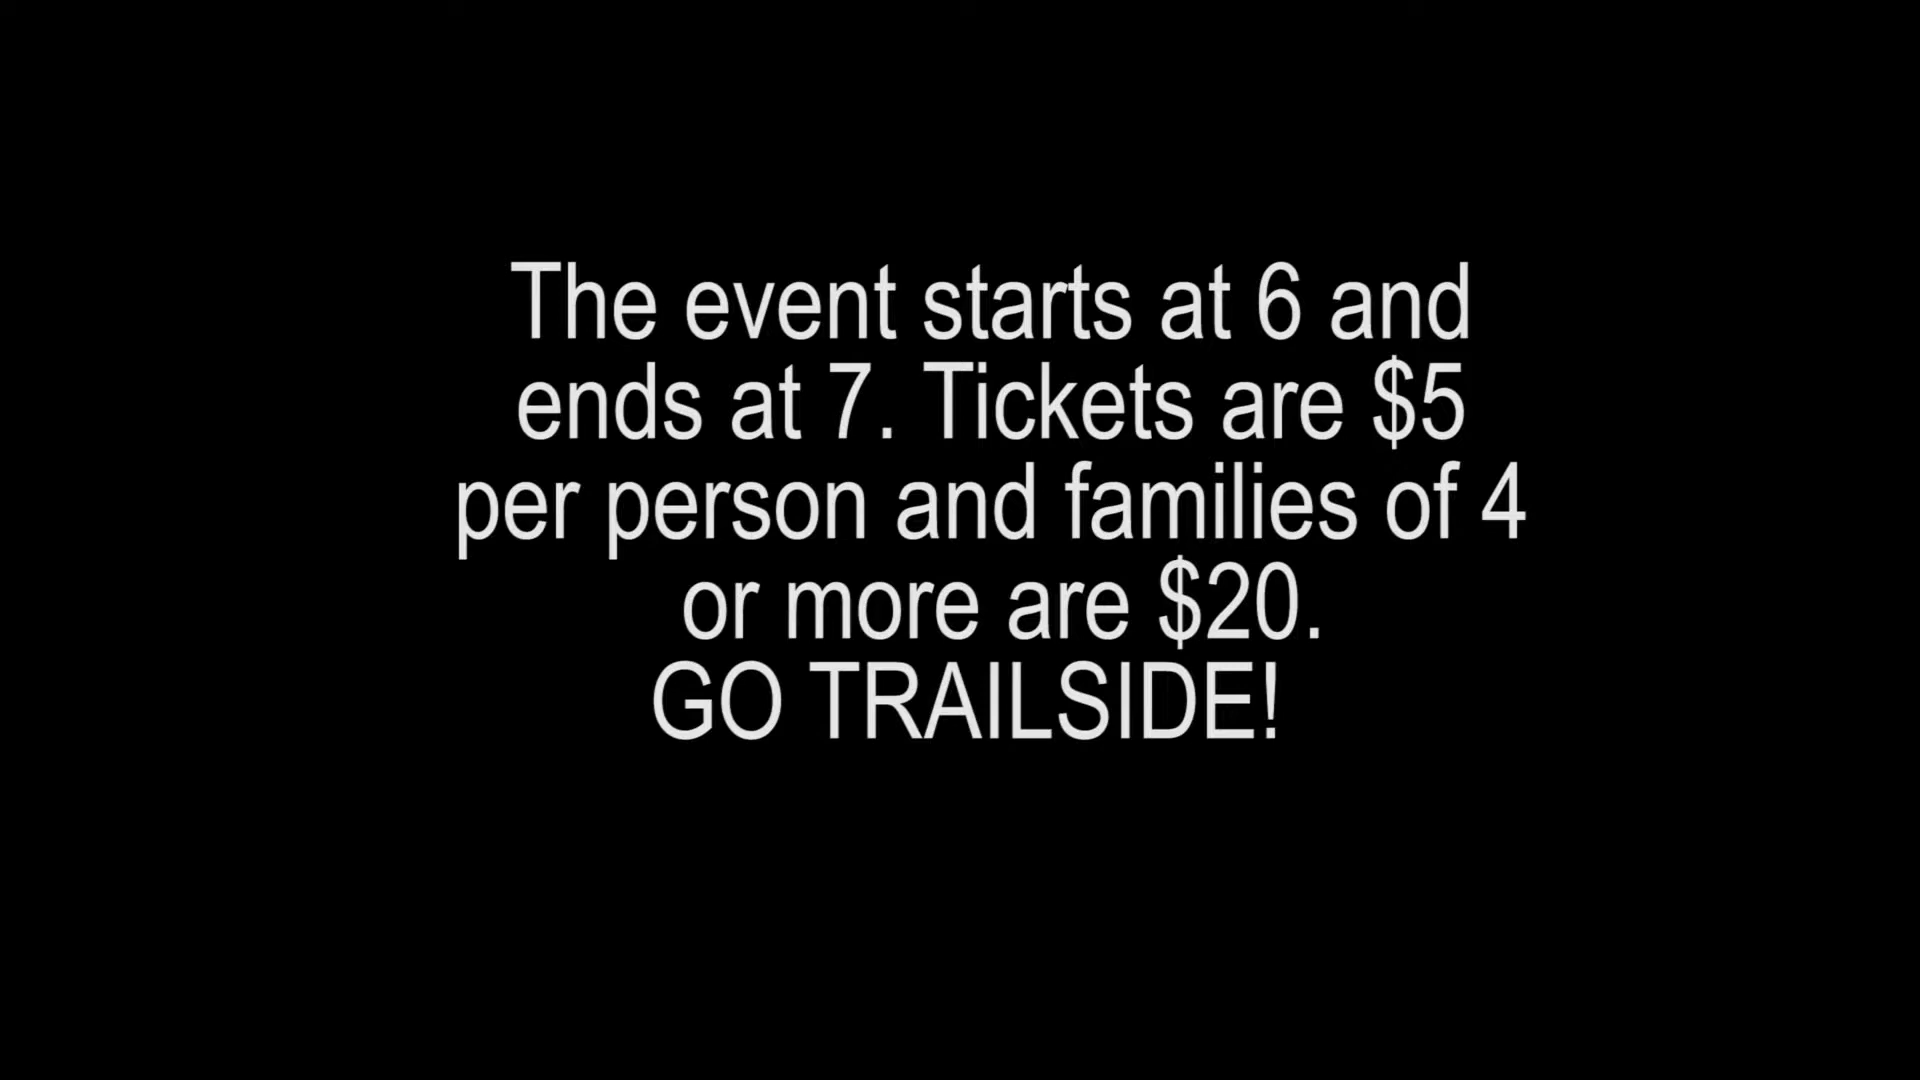 The event starts at 6 and
ends at 7. Tickets are $5
per person and families of 4
or more are $20.
GO TRAILSIDE!